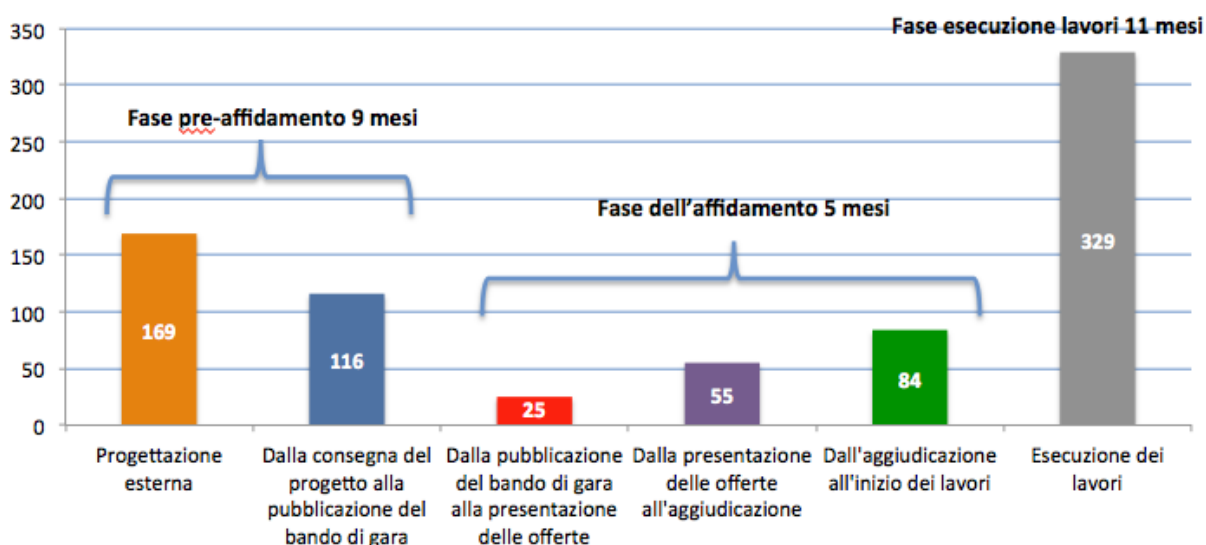 Fase esecuzione lavori 11 mesi
350
300
250
200
150
100
50
0
Fase pre-affidamento 9 mesi
Fase dell’affidamento 5 mesi
169
116
25
55
84
329
Progettazione
esterna
Dalla consegna del
progetto alla
pubblicazione del
bando di gara
Dalla pubblicazione
del bando di gara
alla presentazione
delle offerte
Dalla presentazione
delle offerte
all'aggiudicazione
Dall'aggiudicazione
all'inizio dei lavori
Esecuzione dei
lavori